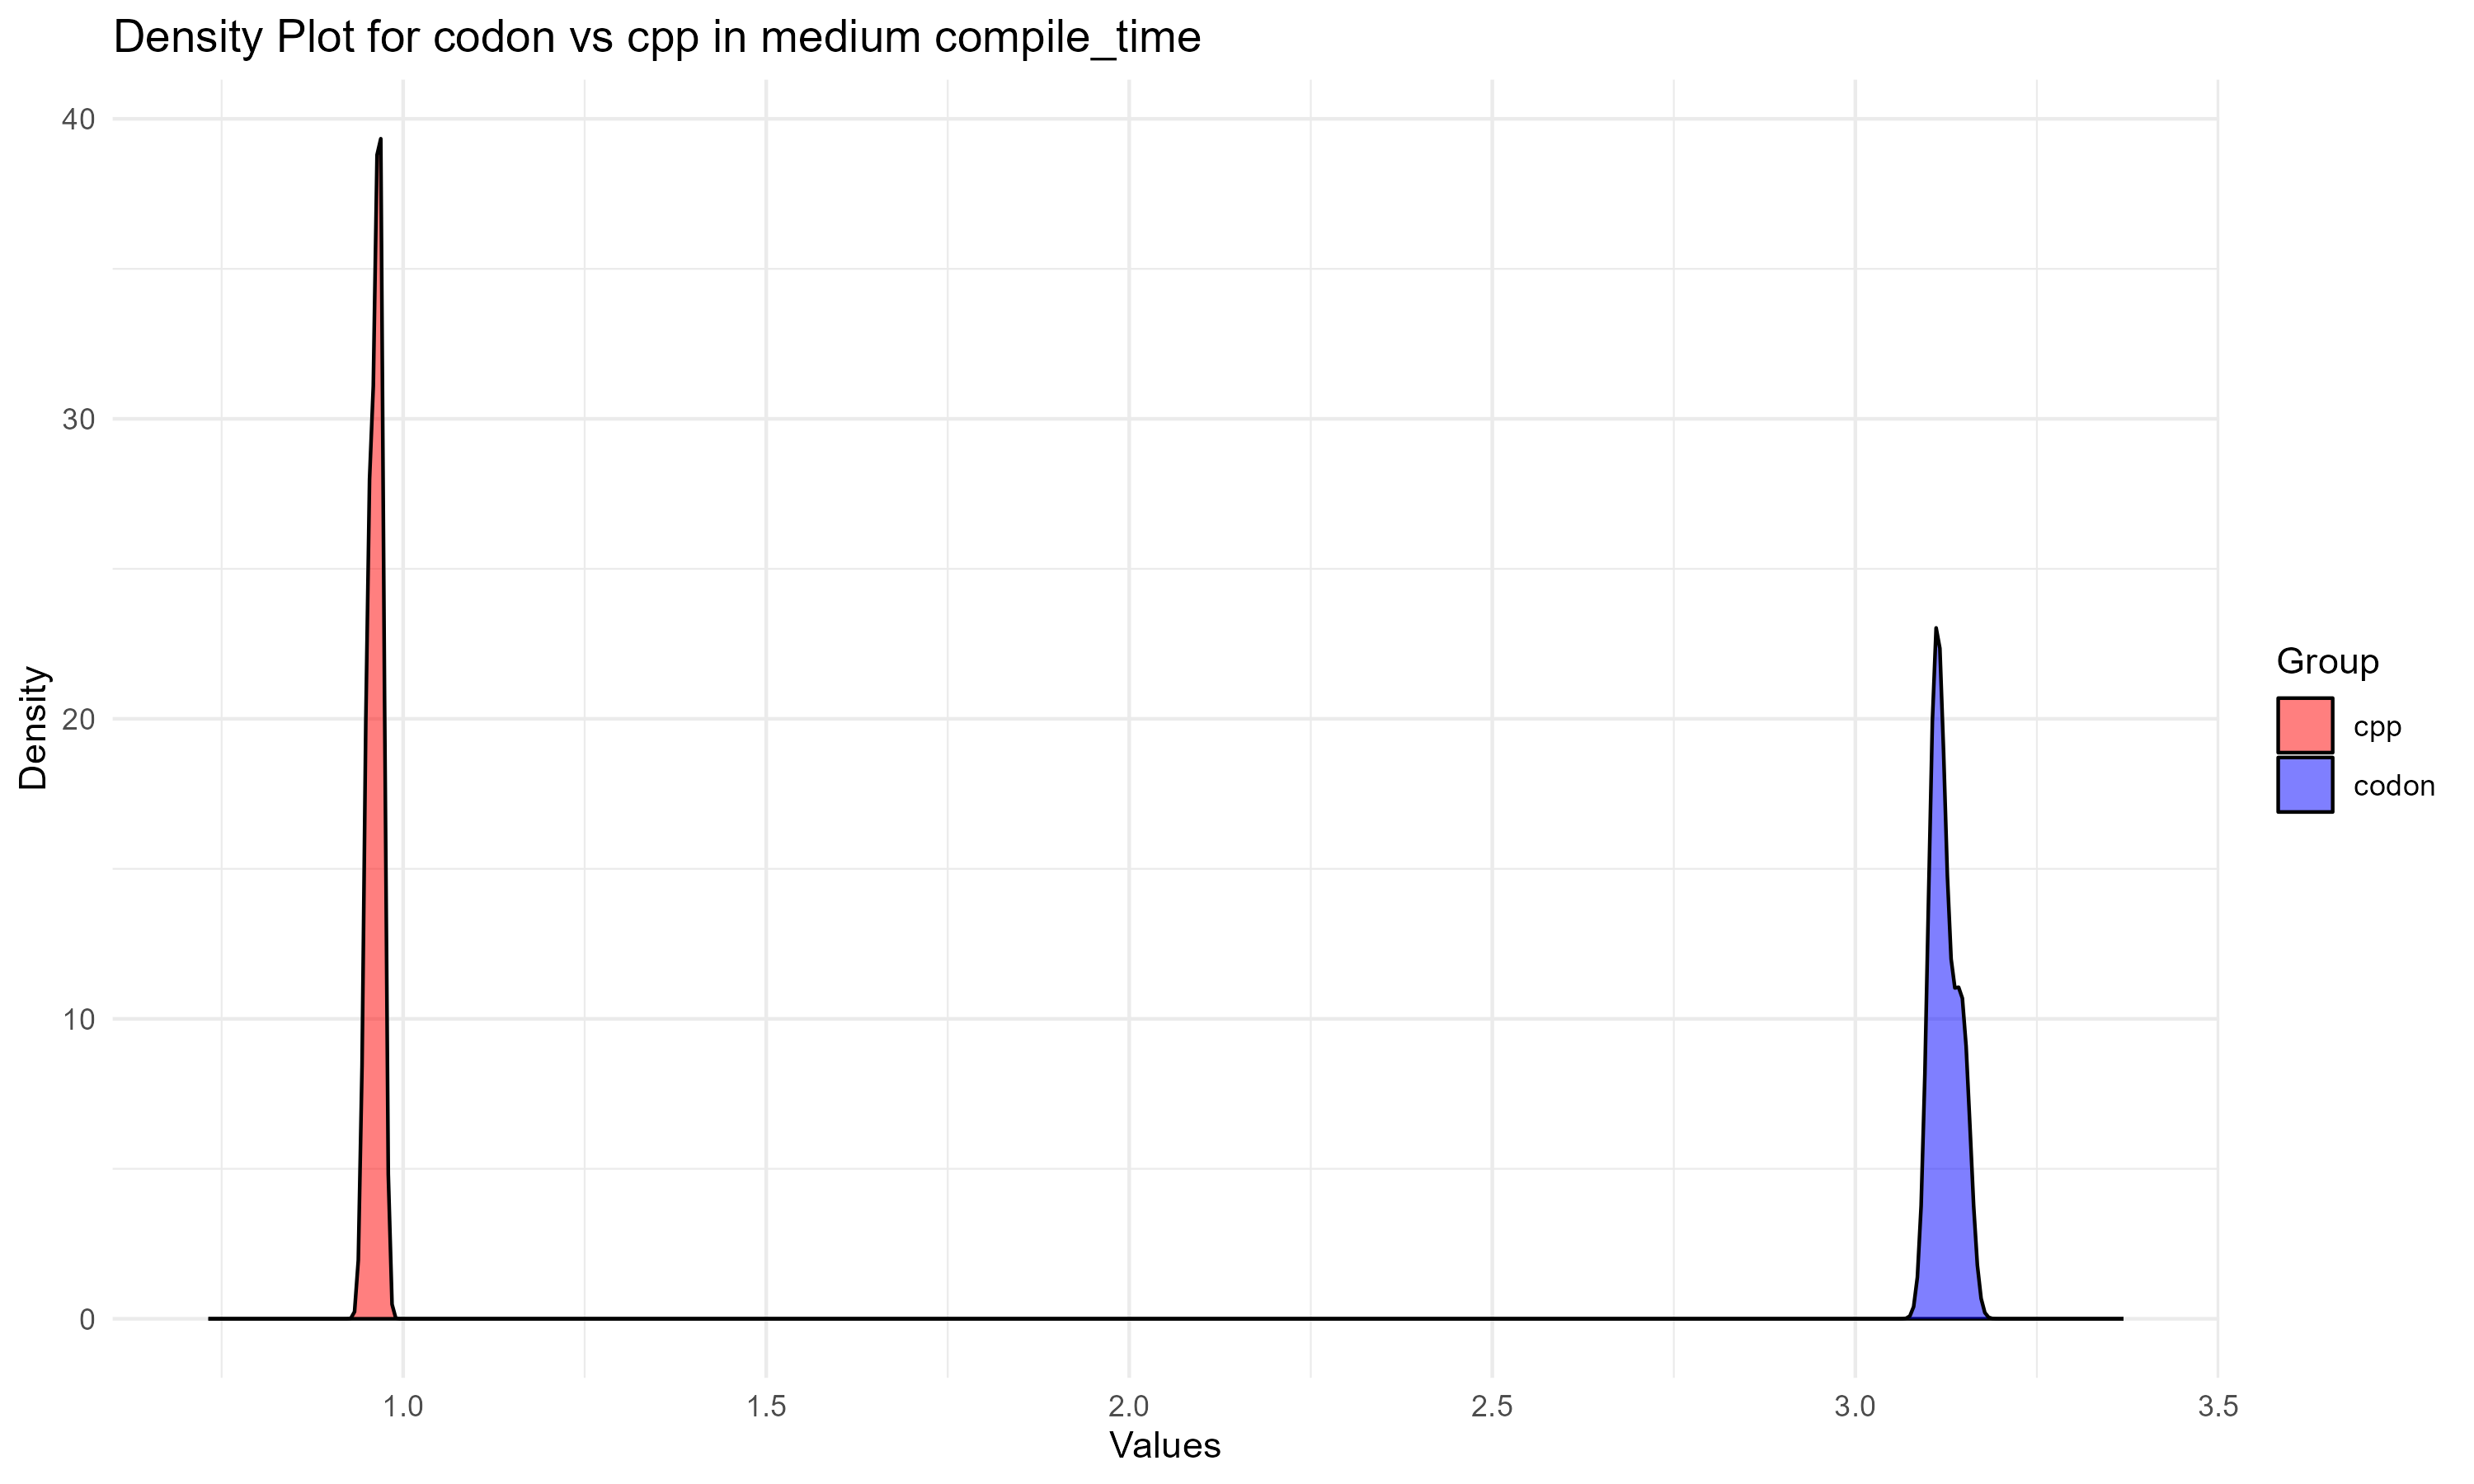 Density Plot for codon vs cpp in medium compile_time
40
30
20
10
0
Density
1.0 1.5 2.0 2.5 3.0 3.5
Values
Group
cpp
codon